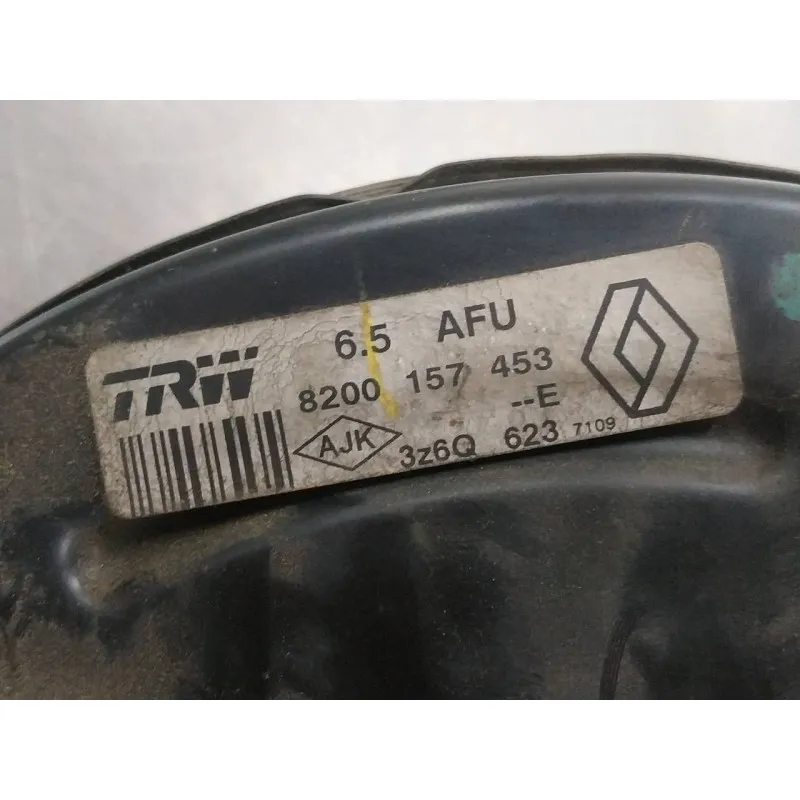 TRW
6.5 AFU
8200 157 453
--E
AJK 3z6Q 623 7109